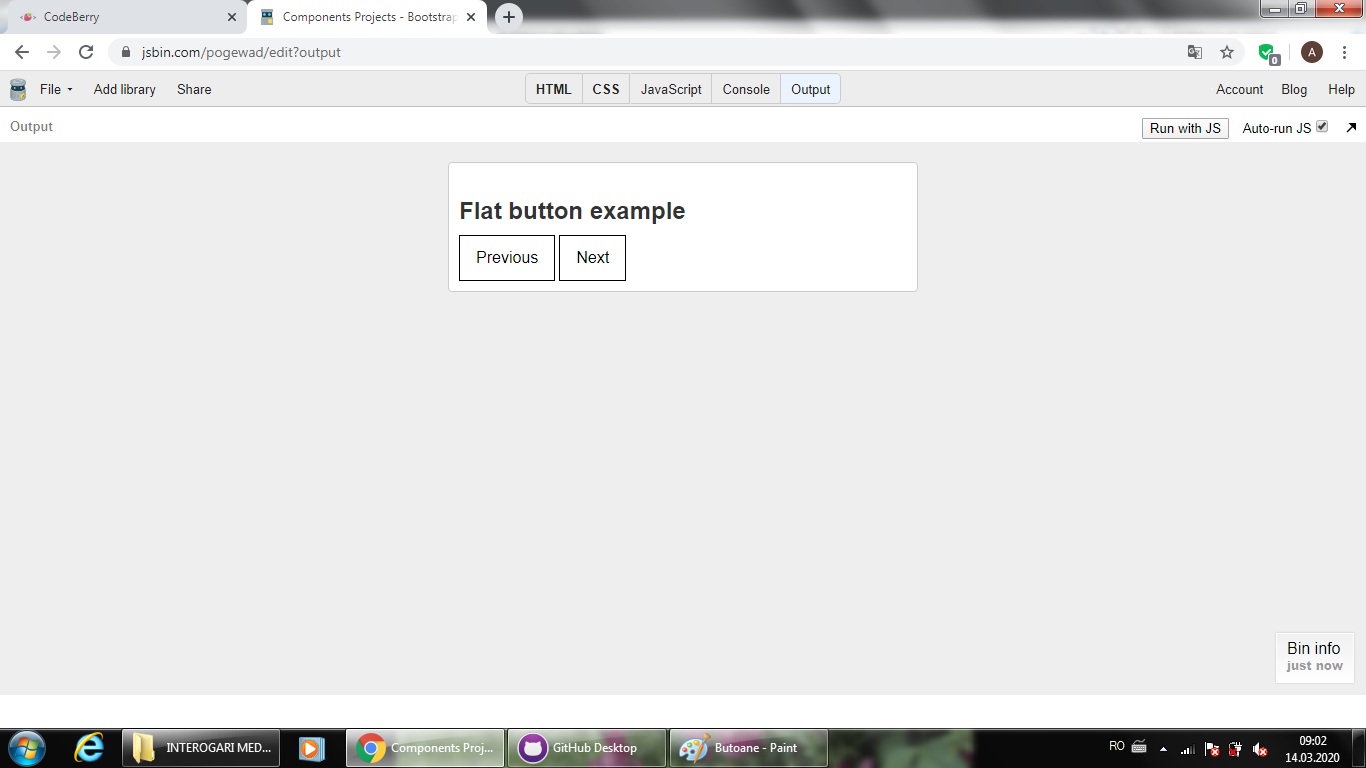 CodeBerry
Components Projects - Bootstrap
jsbin.com/pogewad/edit?output
0
A
File
Add library
Share
HTML
CSS
JavaScript
Console
Output
Account
Blog
Help
Output
Run with JS
Auto-run JS
Flat button example
Previous
Next
Bin info
just now
INTEROGARI MED...
Components Proj...
GitHub Desktop
Butoane - Paint
RO
09:02
14.03.2020